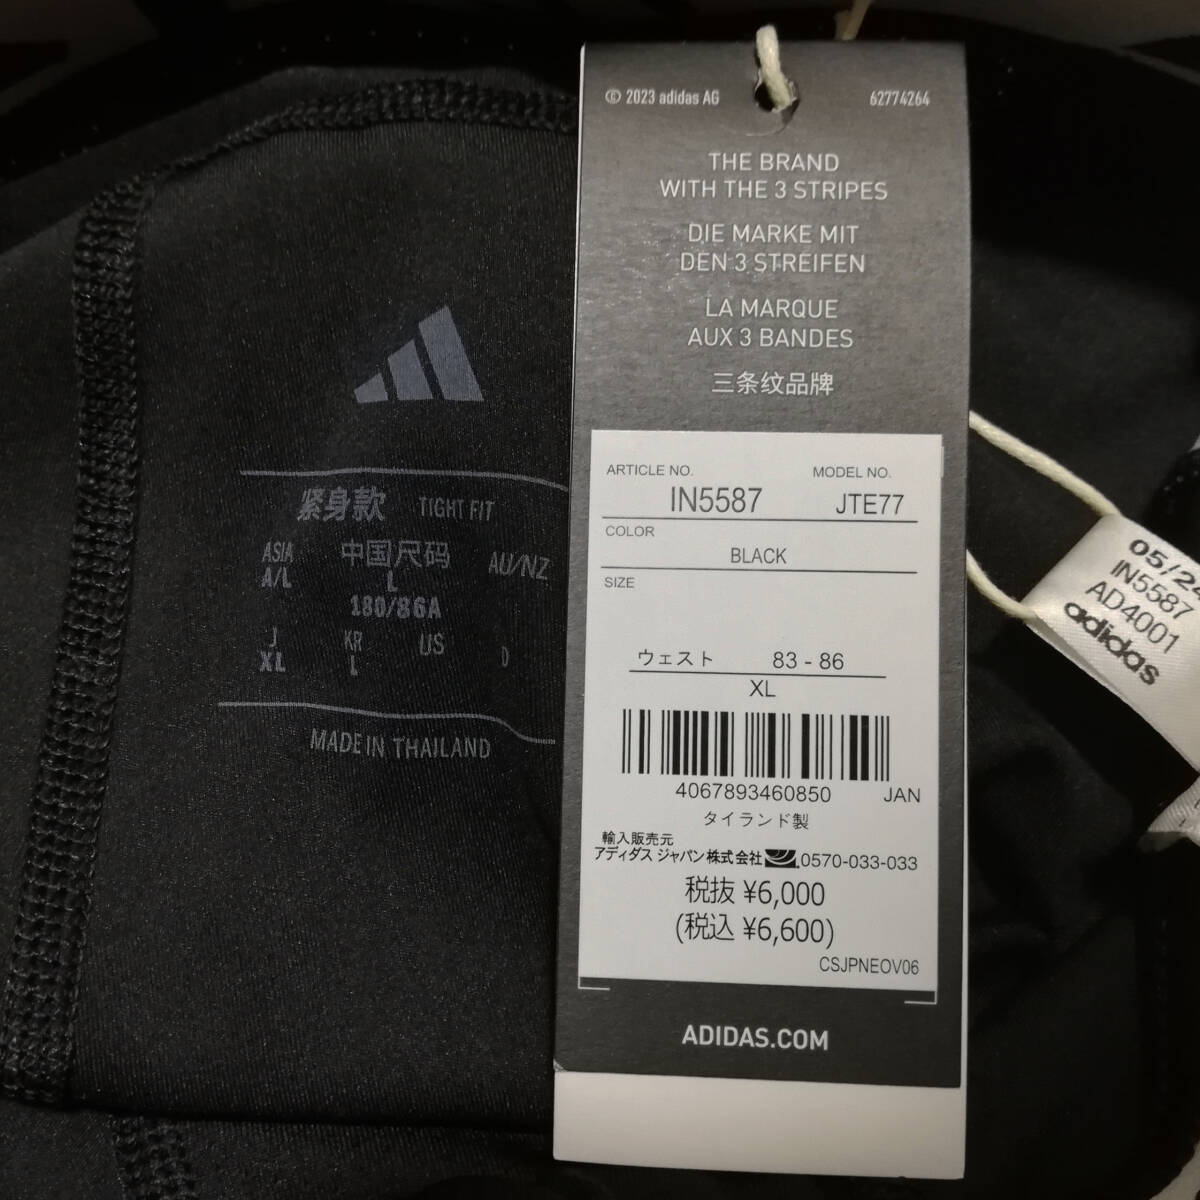 © 2023 adidas AG 62774264
THE BRAND
WITH THE 3 STRIPES
DIE MARKE MIT
DEN 3 STREIFEN
LA MARQUE
AUX 3 BANDES
三条纹品牌
ARTICLE NO. MODEL NO.
IN5587 JTE77
COLOR
BLACK
SIZE
ウェスト 83 - 86
XL
4067893460850 JAN
タイランド製
輸入販売元
アディダス ジャパン株式会社 0570-033-033
税抜 ¥6,000
(税込 ¥6,600)
CSJPNEOV06
ADIDAS.COM
紧身款 TIGHT FIT
ASIA 中国尺码 AU/NZ
A/L L
180/86A
J KR US D
XL L
MADE IN THAILAND
05/24
IN5587
AD4001
adidas